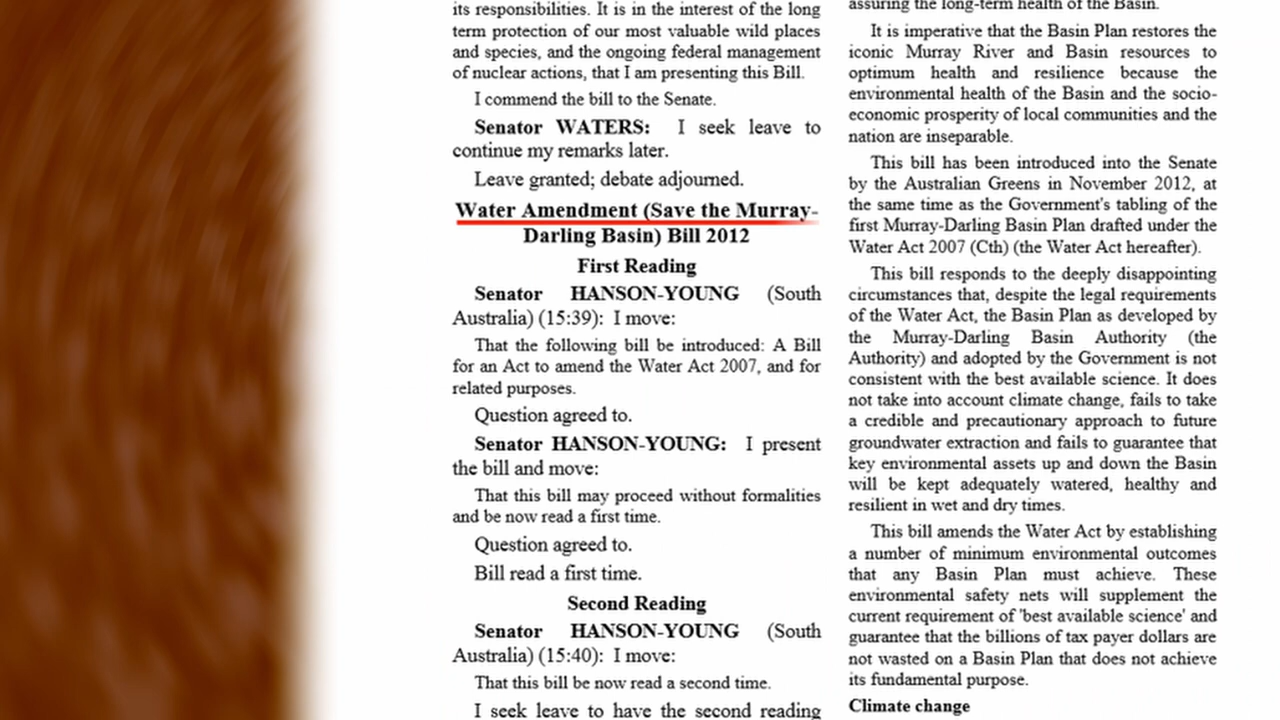 its responsibilities. It is in the interest of the long
term protection of our most valuable wild places
and species, and the ongoing federal management
of nuclear actions, that I am presenting this Bill.
I commend the bill to the Senate.
Senator WATERS: I seek leave to
continue my remarks later.
Leave granted; debate adjourned.
Water Amendment (Save the Murray-
Darling Basin) Bill 2012
First Reading
Senator HANSON-YOUNG (South
Australia) (15:39): I move:
That the following bill be introduced: A Bill
for an Act to amend the Water Act 2007, and for
related purposes.
Question agreed to.
Senator HANSON-YOUNG: I present
the bill and move:
That this bill may proceed without formalities
and be now read a first time.
Question agreed to.
Bill read a first time.
Second Reading
Senator HANSON-YOUNG (South
Australia) (15:40): I move:
That this bill be now read a second time.
I seek leave to have the second reading
assuring the long-term health of the Basin.
It is imperative that the Basin Plan restores the
iconic Murray River and Basin resources to
optimum health and resilience because the
environmental health of the Basin and the socio-
economic prosperity of local communities and the
nation are inseparable.
This bill has been introduced into the Senate
by the Australian Greens in November 2012, at
the same time as the Government's tabling of the
first Murray-Darling Basin Plan drafted under the
Water Act 2007 (Cth) (the Water Act hereafter).
This bill responds to the deeply disappointing
circumstances that, despite the legal requirements
of the Water Act, the Basin Plan as developed by
the Murray-Darling Basin Authority (the
Authority) and adopted by the Government is not
consistent with the best available science. It does
not take into account climate change, fails to take
a credible and precautionary approach to future
groundwater extraction and fails to guarantee that
key environmental assets up and down the Basin
will be kept adequately watered, healthy and
resilient in wet and dry times.
This bill amends the Water Act by establishing
a number of minimum environmental outcomes
that any Basin Plan must achieve. These
environmental safety nets will supplement the
current requirement of 'best available science' and
guarantee that the billions of tax payer dollars are
not wasted on a Basin Plan that does not achieve
its fundamental purpose.
Climate change